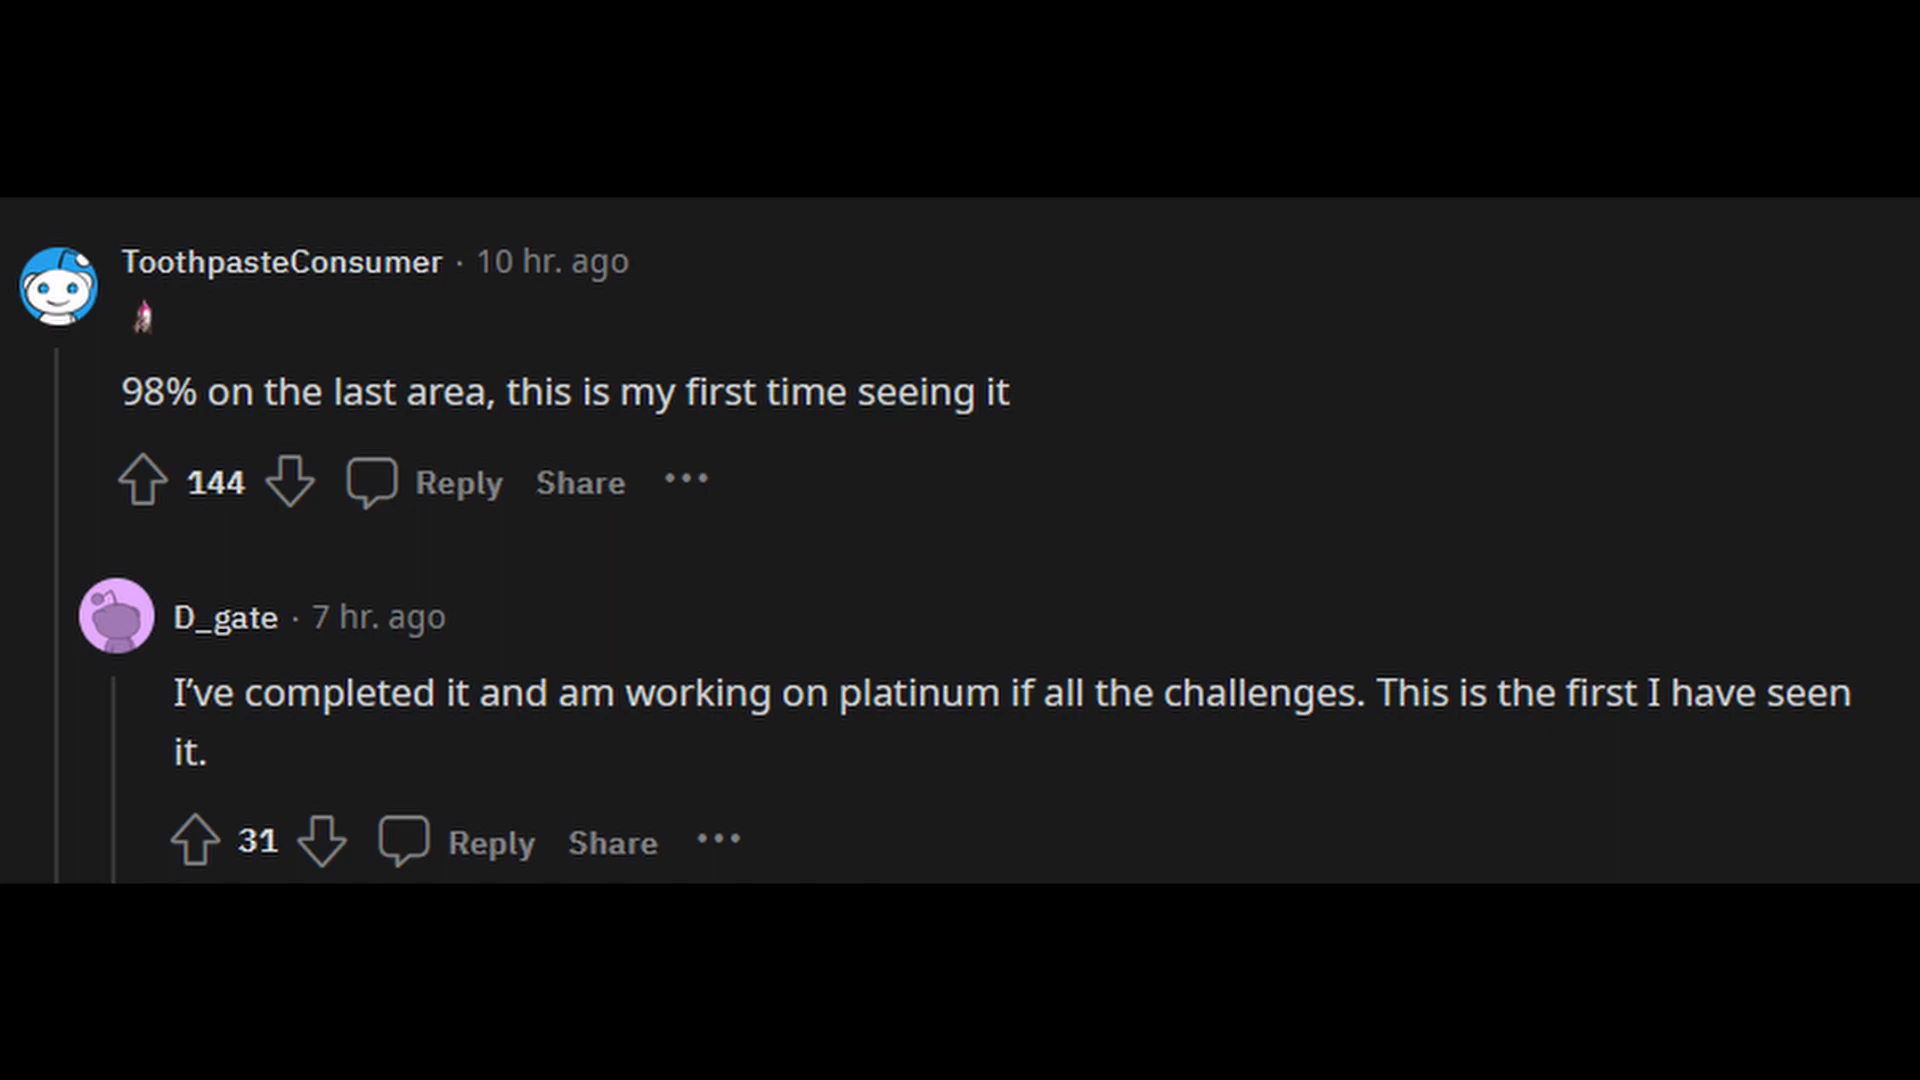 ToothpasteConsumer · 10 hr. ago
98% on the last area, this is my first time seeing it
144 Reply Share •••
D_gate · 7 hr. ago
I’ve completed it and am working on platinum if all the challenges. This is the first I have seen
it.
31 Reply Share •••